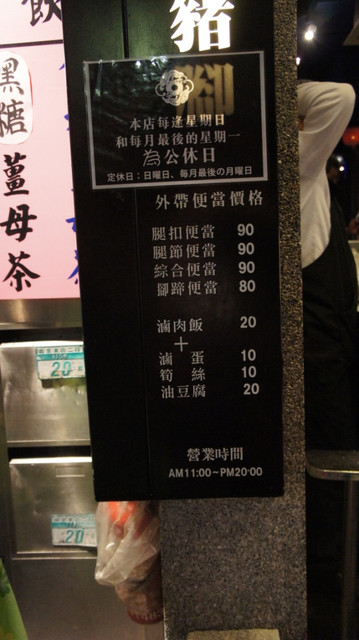 飲
黑糖
薑母茶
豬
本店每逢星期日
和每月最後的星期一
為公休日
定休日：日曜日、每月最後の月曜日
外帶便當價格
腿扣便當 90
腿節便當 90
綜合便當 90
腳蹄便當 80
滷肉飯 20
＋
滷蛋 10
筍絲 10
油豆腐 20
營業時間
AM11:00~PM20:00
20
20